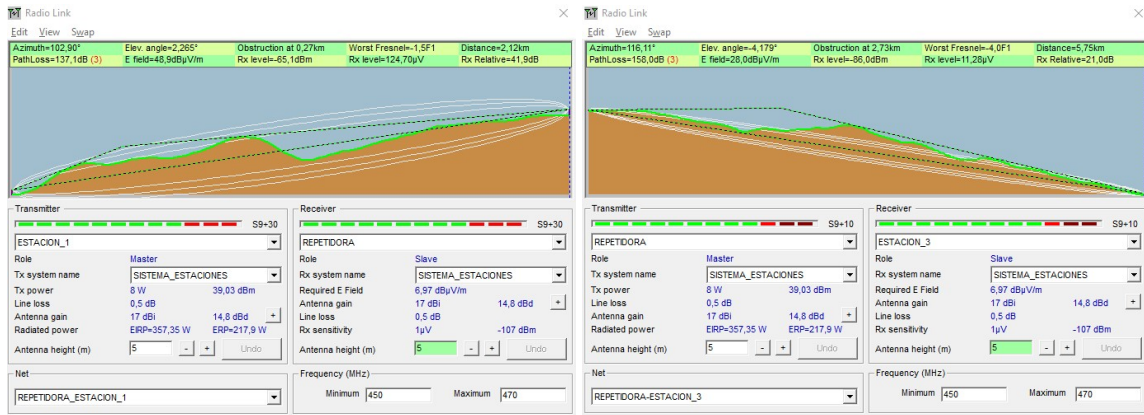 Radio Link
Edit View Swap
Azimuth=102,90° Elev. angle=2,265° Obstruction at 0,27km Worst Fresnel=-1,5F1 Distance=2,12km
PathLoss=137,1dB (3) E field=48,9dBµV/m Rx level=-65,1dBm Rx level=124,70µV Rx Relative=41,9dB
Transmitter
S9+30
ESTACION_1
Role Master
Tx system name SISTEMA_ESTACIONES
Tx power 8 W 39,03 dBm
Line loss 0,5 dB
Antenna gain 17 dBi 14,8 dBd +
Radiated power EIRP=357,35 W ERP=217,9 W
Antenna height (m) 5 - + Undo
Receiver
S9+30
REPETIDORA
Role Slave
Rx system name SISTEMA_ESTACIONES
Required E Field 6,97 dBµV/m
Antenna gain 17 dBi 14,8 dBd +
Line loss 0,5 dB
Rx sensitivity 1µV -107 dBm
Antenna height (m) 5 - + Undo
Net
REPETIDORA_ESTACION_1
Frequency (MHz)
Minimum 450 Maximum 470
Radio Link
Edit View Swap
Azimuth=116,11° Elev. angle=-4,179° Obstruction at 2,73km Worst Fresnel=-4,0F1 Distance=5,75km
PathLoss=158,0dB (3) E field=28,0dBµV/m Rx level=-86,0dBm Rx level=11,28µV Rx Relative=21,0dB
Transmitter
S9+10
REPETIDORA
Role Master
Tx system name SISTEMA_ESTACIONES
Tx power 8 W 39,03 dBm
Line loss 0,5 dB
Antenna gain 17 dBi 14,8 dBd +
Radiated power EIRP=357,35 W ERP=217,9 W
Antenna height (m) 5 - + Undo
Receiver
S9+10
ESTACION_3
Role Slave
Rx system name SISTEMA_ESTACIONES
Required E Field 6,97 dBµV/m
Antenna gain 17 dBi 14,8 dBd +
Line loss 0,5 dB
Rx sensitivity 1µV -107 dBm
Antenna height (m) 5 - + Undo
Net
REPETIDORA-ESTACION_3
Frequency (MHz)
Minimum 450 Maximum 470